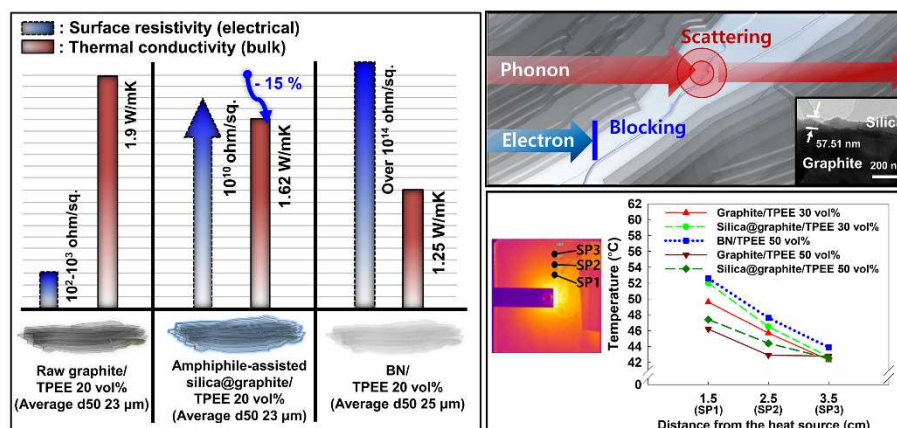 : Surface resistivity (electrical)
: Thermal conductivity (bulk)
10²-10³ ohm/sq.
1.9 W/mK
10¹⁰ ohm/sq.
- 15 %
1.62 W/mK
Over 10¹⁴ ohm/sq.
1.25 W/mK
Raw graphite/
TPEE 20 vol%
(Average d50 23 μm)
Amphiphile-assisted
silica@graphite/
TPEE 20 vol%
(Average d50 23 μm)
BN/
TPEE 20 vol%
(Average d50 25 μm)
Scattering
Phonon
Electron
Blocking
Silica
57.51 nm
Graphite
200 nm
SP3
SP2
SP1
Temperature (°C)
62
60
58
56
54
52
50
48
46
44
42
0
Graphite/TPEE 30 vol%
Silica@graphite/TPEE 30 vol%
BN/TPEE 50 vol%
Graphite/TPEE 50 vol%
Silica@graphite/TPEE 50 vol%
1.5 2.5 3.5
(SP1) (SP2) (SP3)
Distance from the heat source (cm)